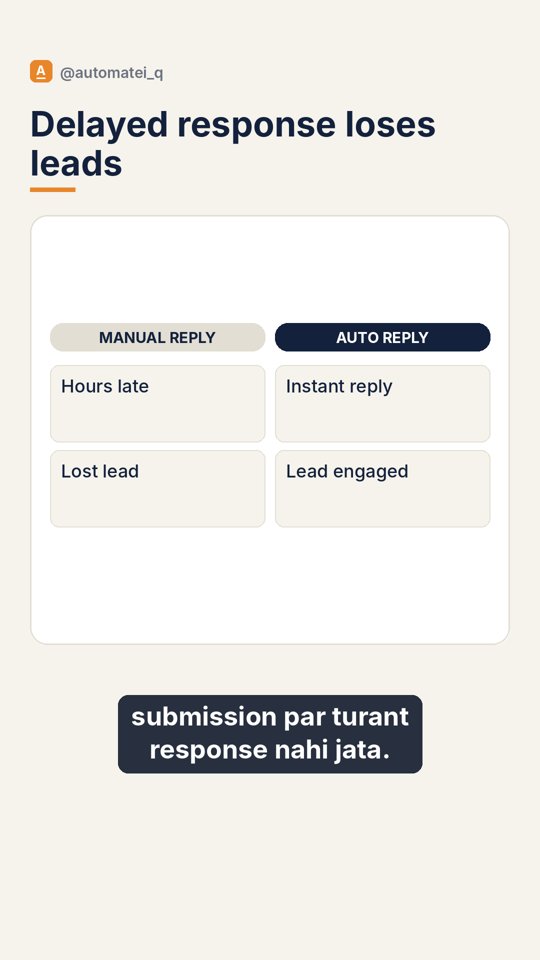 A
@automatei_q
Delayed response loses
leads
MANUAL REPLY
AUTO REPLY
Hours late
Instant reply
Lost lead
Lead engaged
submission par turant
response nahi jata.